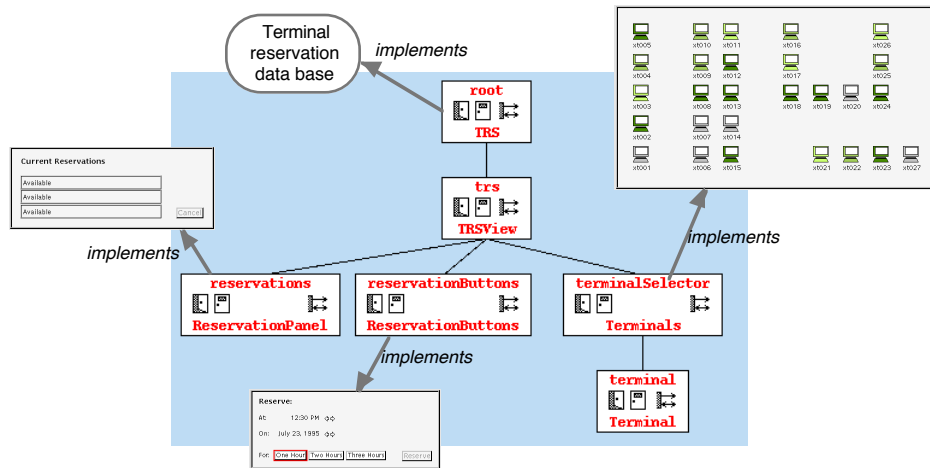 Terminal
reservation
data base
implements
xt005 xt010 xt011 xt016 xt026
xt004 xt009 xt012 xt017 xt025
xt003 xt008 xt013 xt018 xt019 xt020 xt024
xt002 xt007 xt014
xt001 xt006 xt015 xt021 xt022 xt023 xt027
root
TRS
Current Reservations
Available
Available
Available
Cancel
trs
TRSView
implements
implements
reservations
ReservationPanel
reservationButtons
ReservationButtons
terminalSelector
Terminals
implements
terminal
Terminal
Reserve:
At: 12:30 PM
On: July 23, 1995
For: One Hour Two Hours Three Hours Reserve